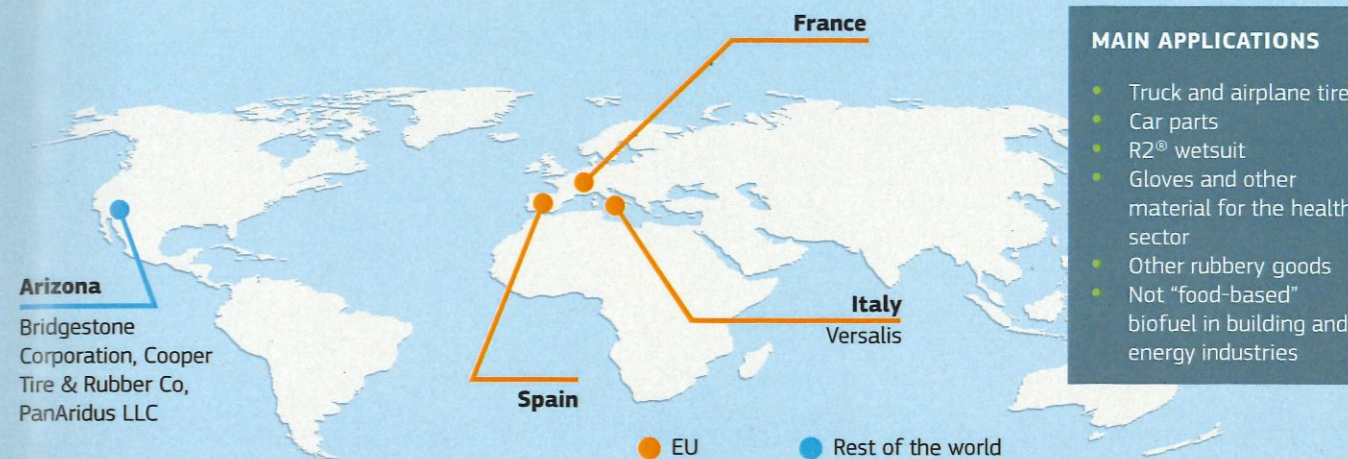 France
MAIN APPLICATIONS
• Truck and airplane tire
• Car parts
• R2® wetsuit
• Gloves and other
material for the health
sector
• Other rubbery goods
• Not “food-based”
biofuel in building and
energy industries
Arizona
Bridgestone
Corporation, Cooper
Tire & Rubber Co,
PanAridus LLC
Italy
Versalis
Spain
EU
Rest of the world